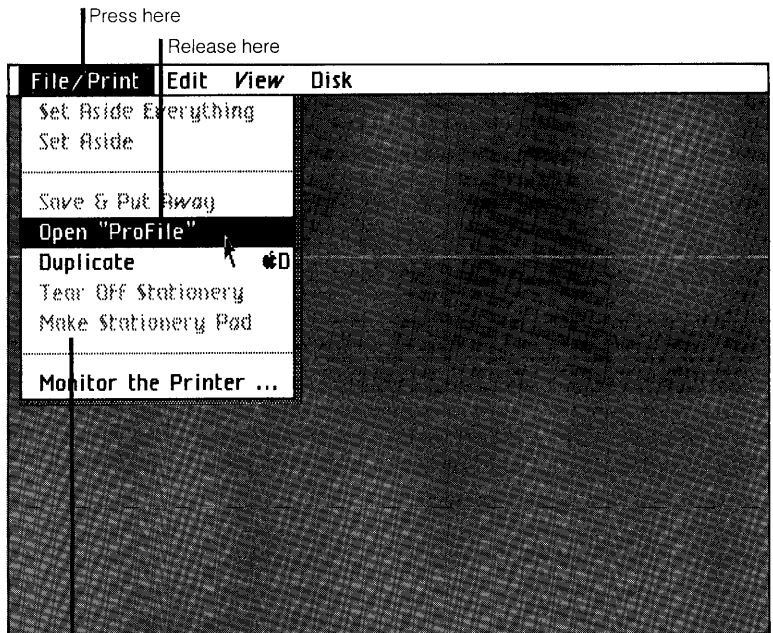 Press here
Release here
File/Print Edit View Disk
Set Aside Everything
Set Aside
Save & Put Away
Open "ProFile"
Duplicate D
Tear Off Stationery
Make Stationery Pad
Monitor the Printer ...